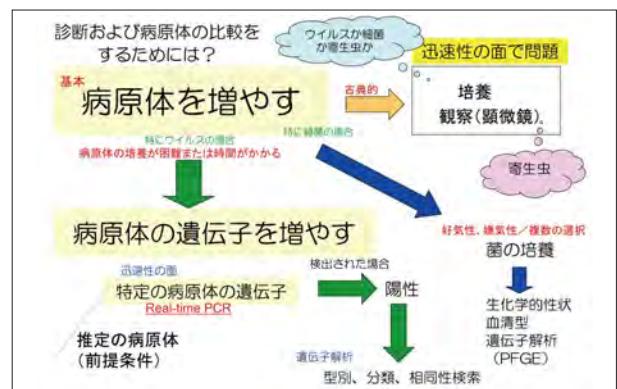 診断および病原体の比較を
するためには？
ウイルスか細菌
か寄生虫か
迅速性の面で問題
基本
病原体を増やす
古典的
培養
観察(顕微鏡)。
特にウイルスの場合
病原体の培養が困難または時間がかかる
特に細菌の場合
寄生虫
病原体の遺伝子を増やす
好気性、嫌気性／複数の選択
菌の培養
迅速性の面
特定の病原体の遺伝子
Real-time PCR
検出された場合
陽性
生化学的性状
血清型
遺伝子解析
(PFGE)
推定の病原体
(前提条件)
遺伝子解析
型別、分類、相同性検索